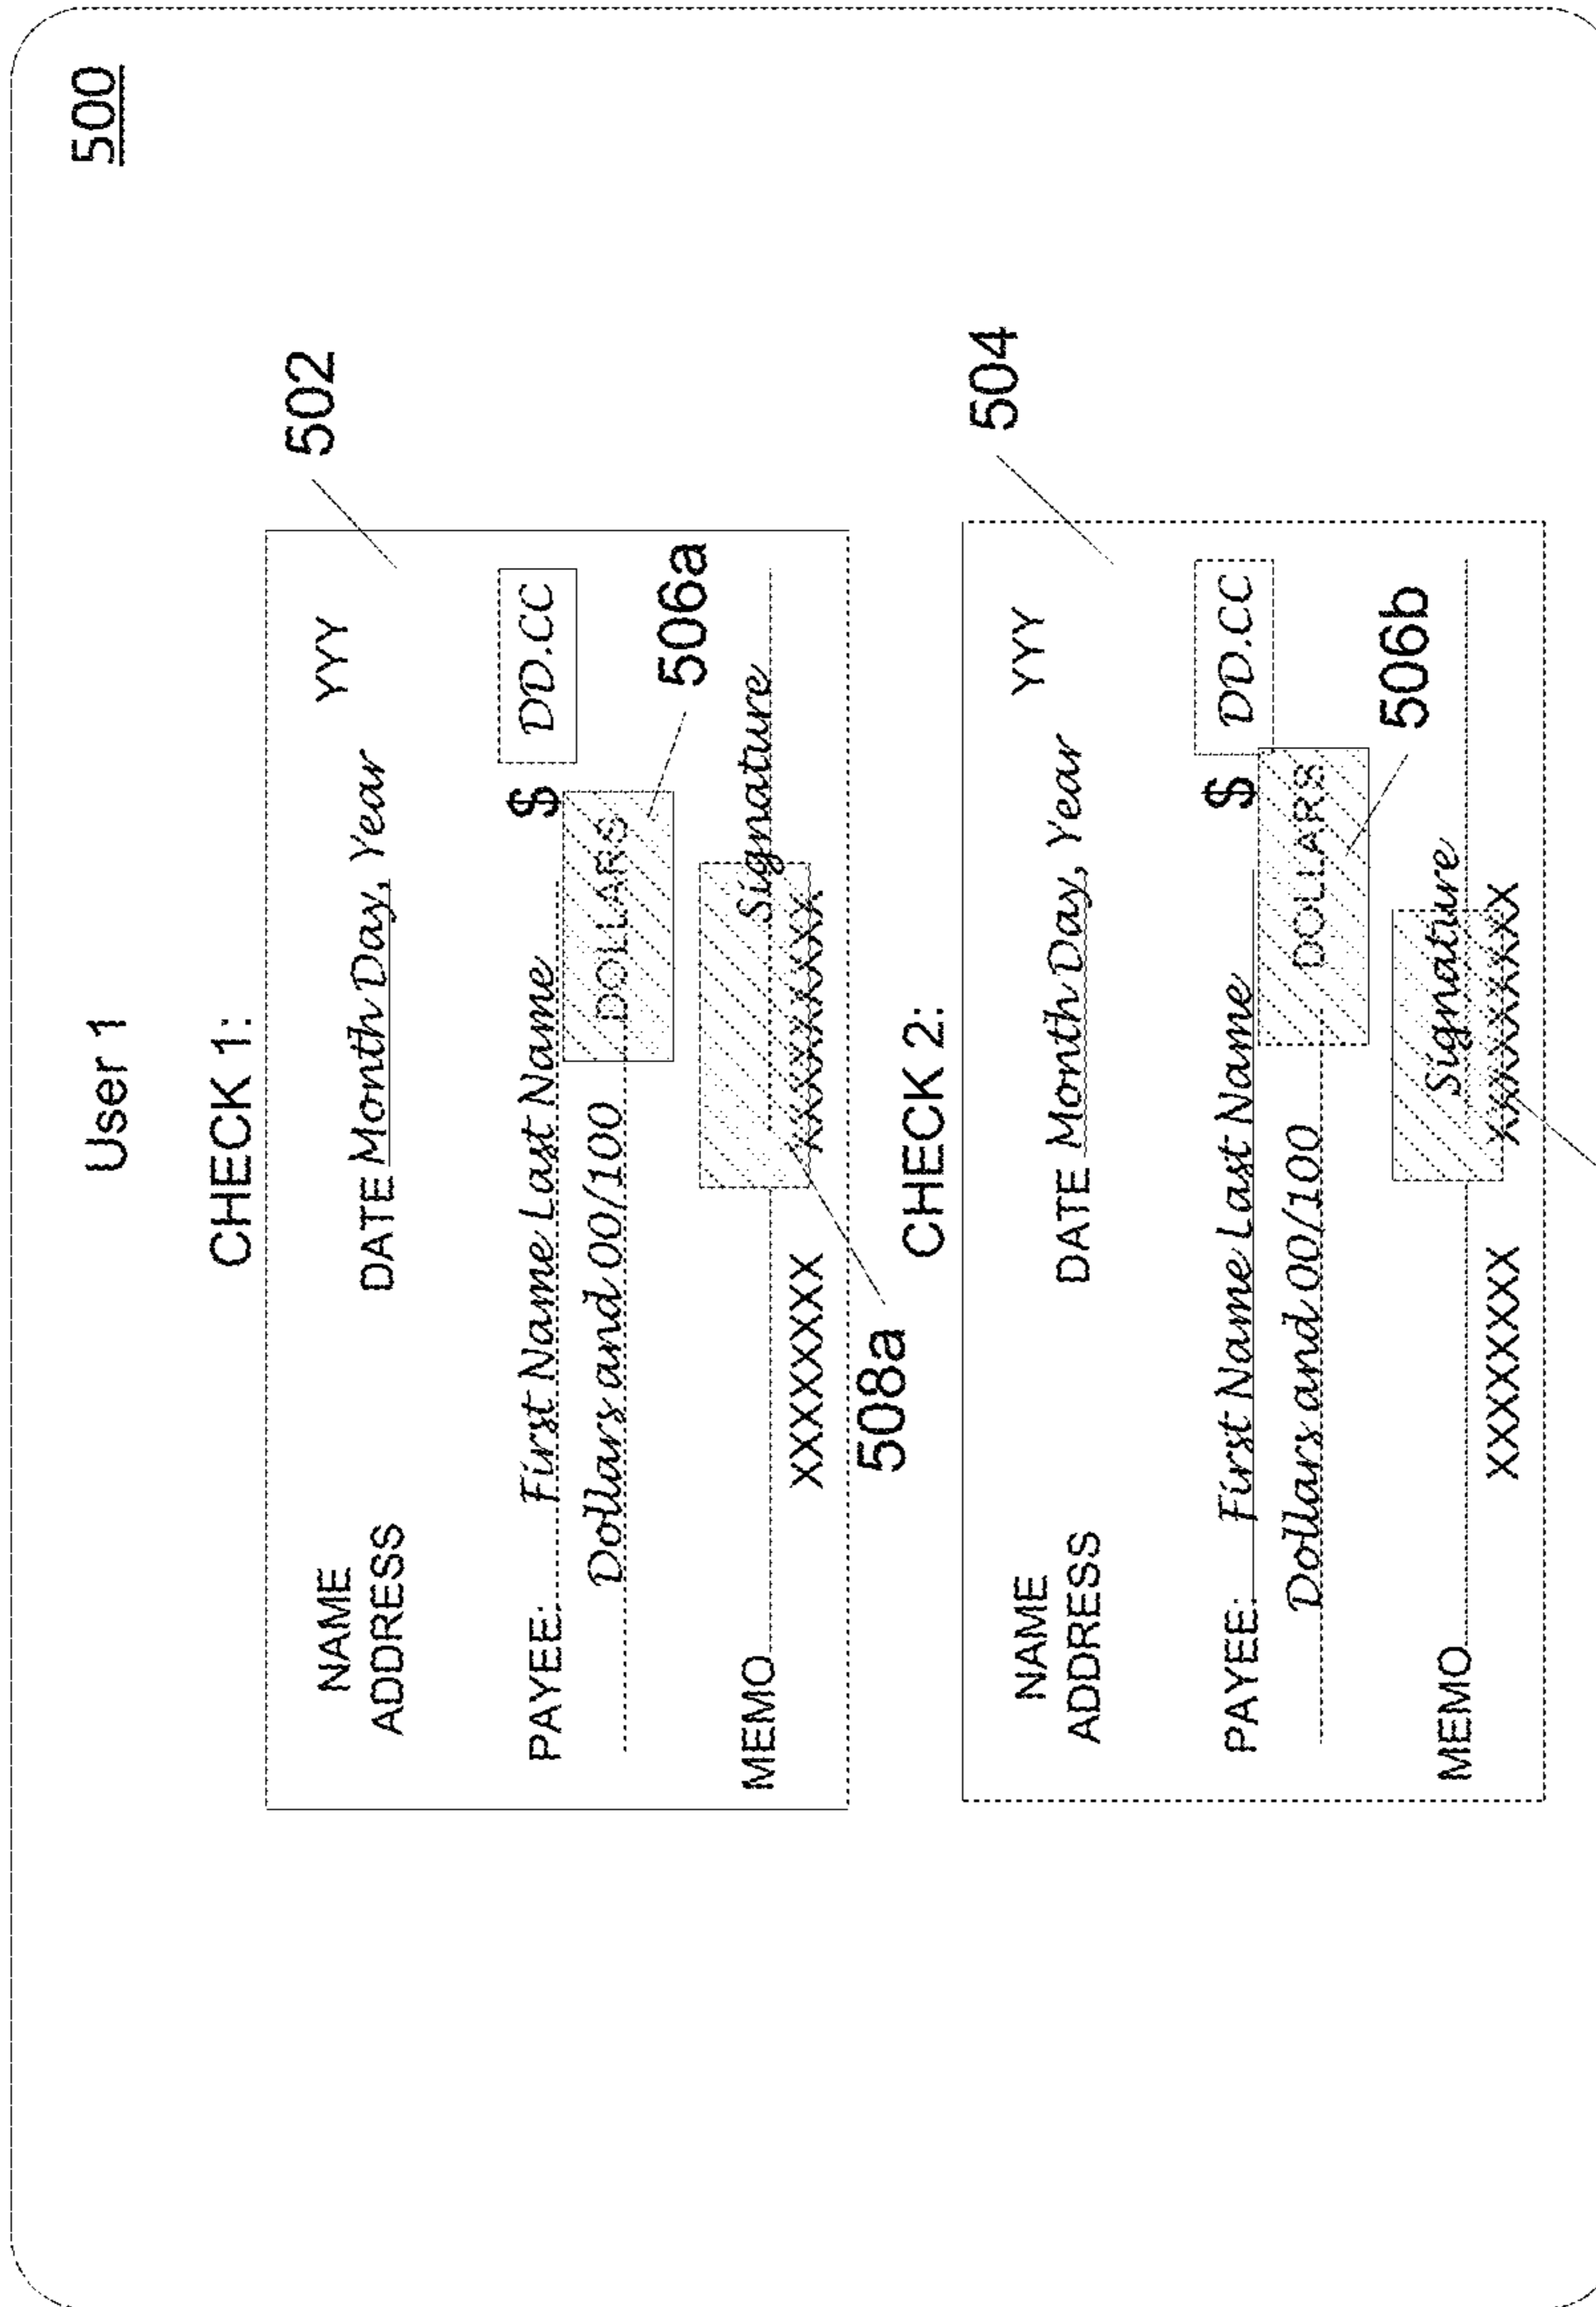 500
User 1
CHECK 1:
502
NAME YYY
ADDRESS DATE Month Day, Year
PAYEE: First Name Last Name $ DD.CC
Dollars and 00/100 DOLLARS
506a
MEMO Signature
XXXXXXX XXXXXXXX
508a
CHECK 2:
504
NAME YYY
ADDRESS DATE Month Day, Year
PAYEE: First Name Last Name $ DD.CC
Dollars and 00/100 DOLLARS
506b
MEMO Signature
XXXXXXX XXXXXXXX